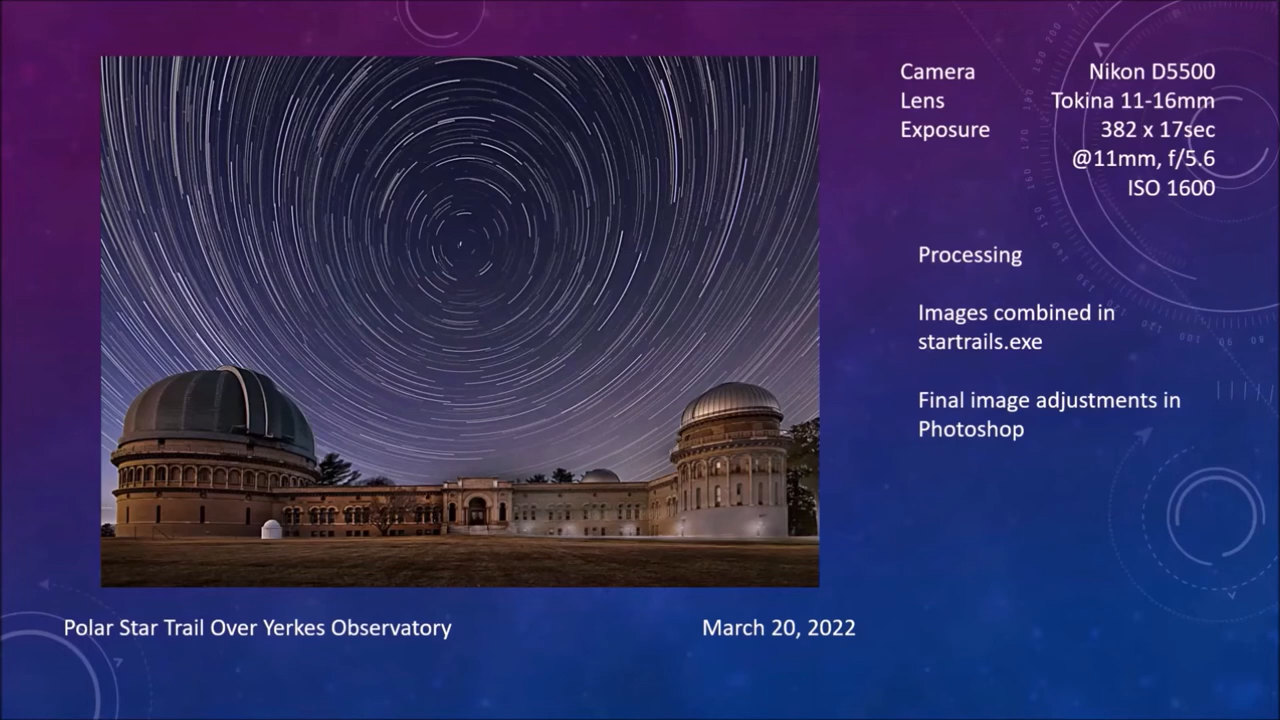 Camera Nikon D5500
Lens Tokina 11-16mm
Exposure 382 x 17sec
@11mm, f/5.6
ISO 1600
Processing
Images combined in
startrails.exe
Final image adjustments in
Photoshop
Polar Star Trail Over Yerkes Observatory March 20, 2022